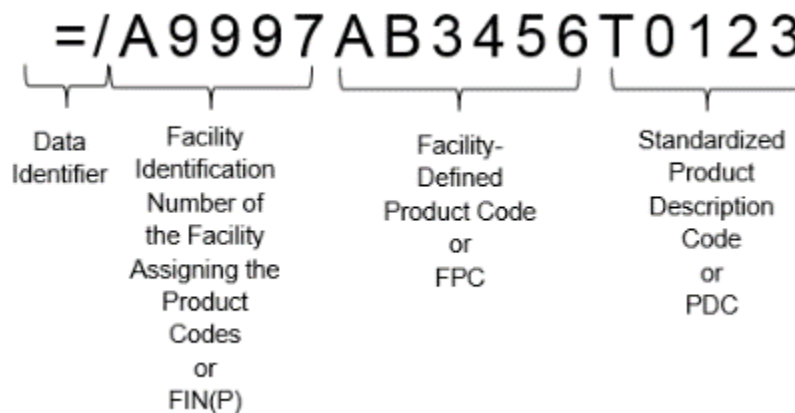 =/A9997AB3456T0123
Data
Identifier
Facility
Identification
Number of
the Facility
Assigning the
Product
Codes
or
FIN(P)
Facility-
Defined
Product Code
or
FPC
Standardized
Product
Description
Code
or
PDC